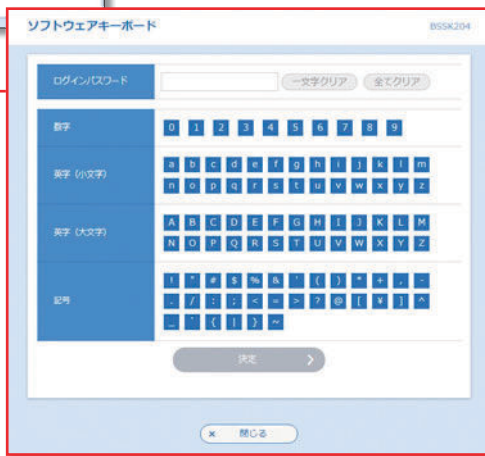 ソフトウェアキーボード BSSK204
ログインパスワード 一文字クリア 全てクリア
数字 0 1 2 3 4 5 6 7 8 9
英字（小文字） a b c d e f g h i j k l m
n o p q r s t u v w x y z
英字（大文字） A B C D E F G H I J K L M
N O P Q R S T U V W X Y Z
記号 ! " # $ % & ' ( ) * + , -
. / : ; < = > ? @ [ ¥ ] ^
_ ` { | } ~
決定
× 閉じる